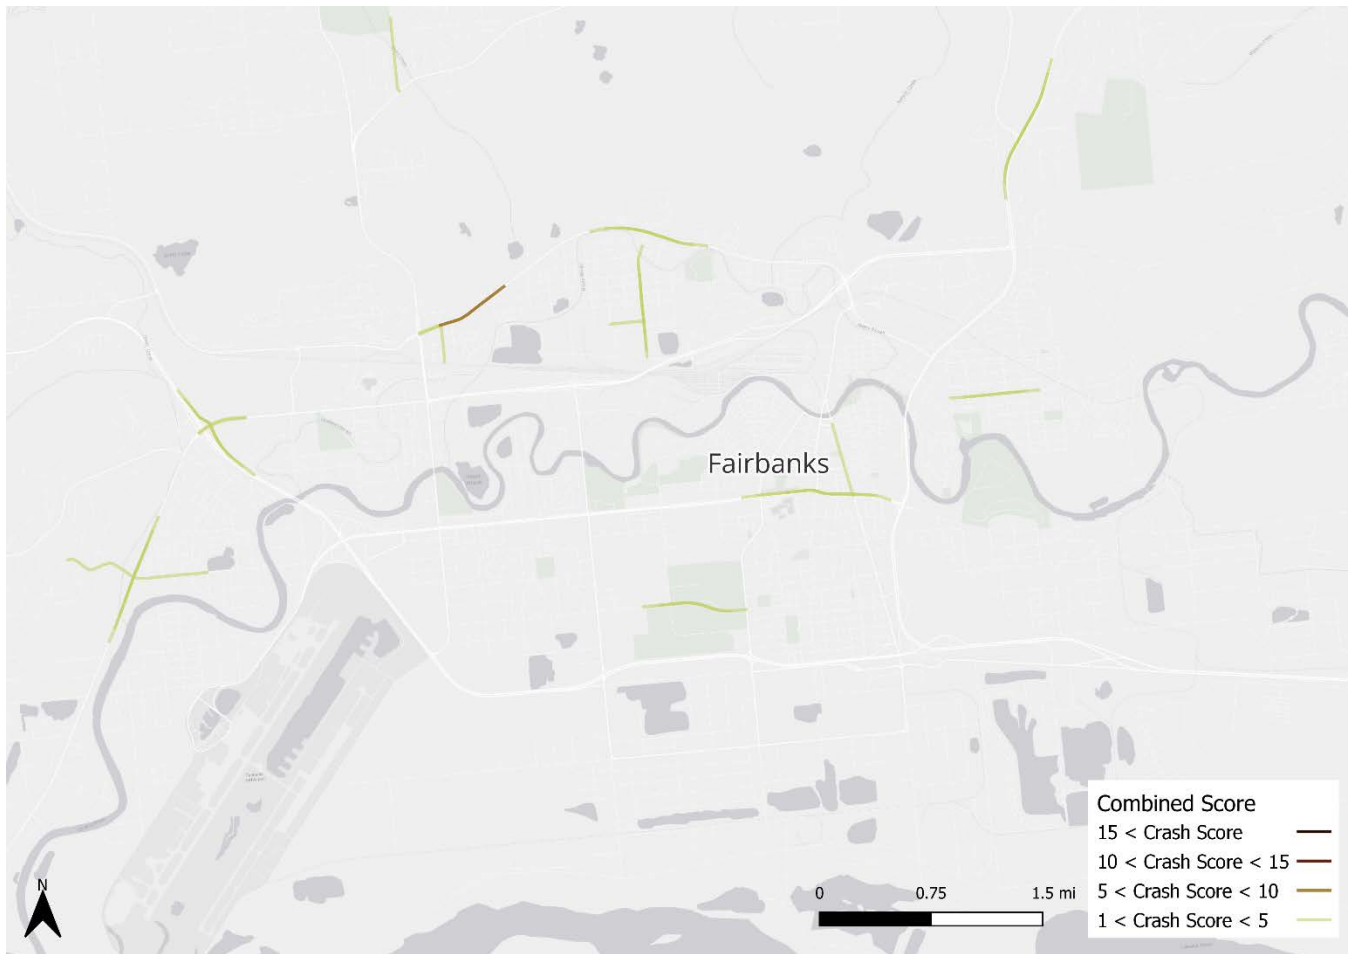 Fairbanks
Combined Score
15 < Crash Score
10 < Crash Score < 15
5 < Crash Score < 10
1 < Crash Score < 5
N
0 0.75 1.5 mi